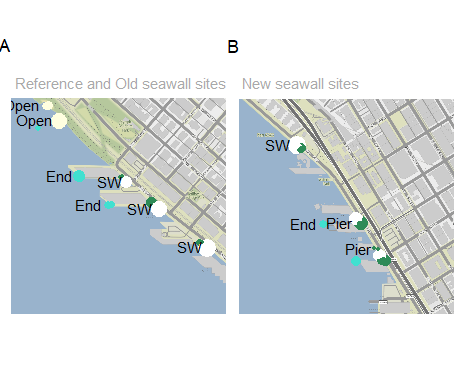 A
B
Reference and Old seawall sites
New seawall sites
Open
Open
End
SW
End
SW
SW
SW
End
Pier
Pier